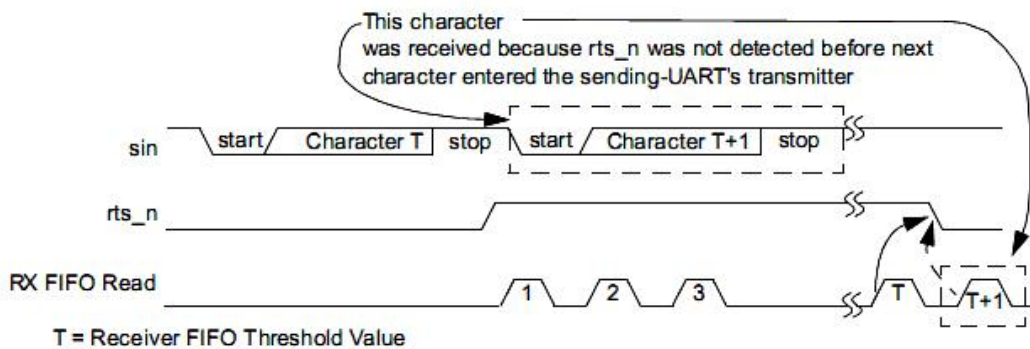 This character
was received because rts_n was not detected before next
character entered the sending-UART's transmitter
sin
start
Character T
stop
start
Character T+1
stop
rts_n
RX FIFO Read
1
2
3
T
T+1
T = Receiver FIFO Threshold Value